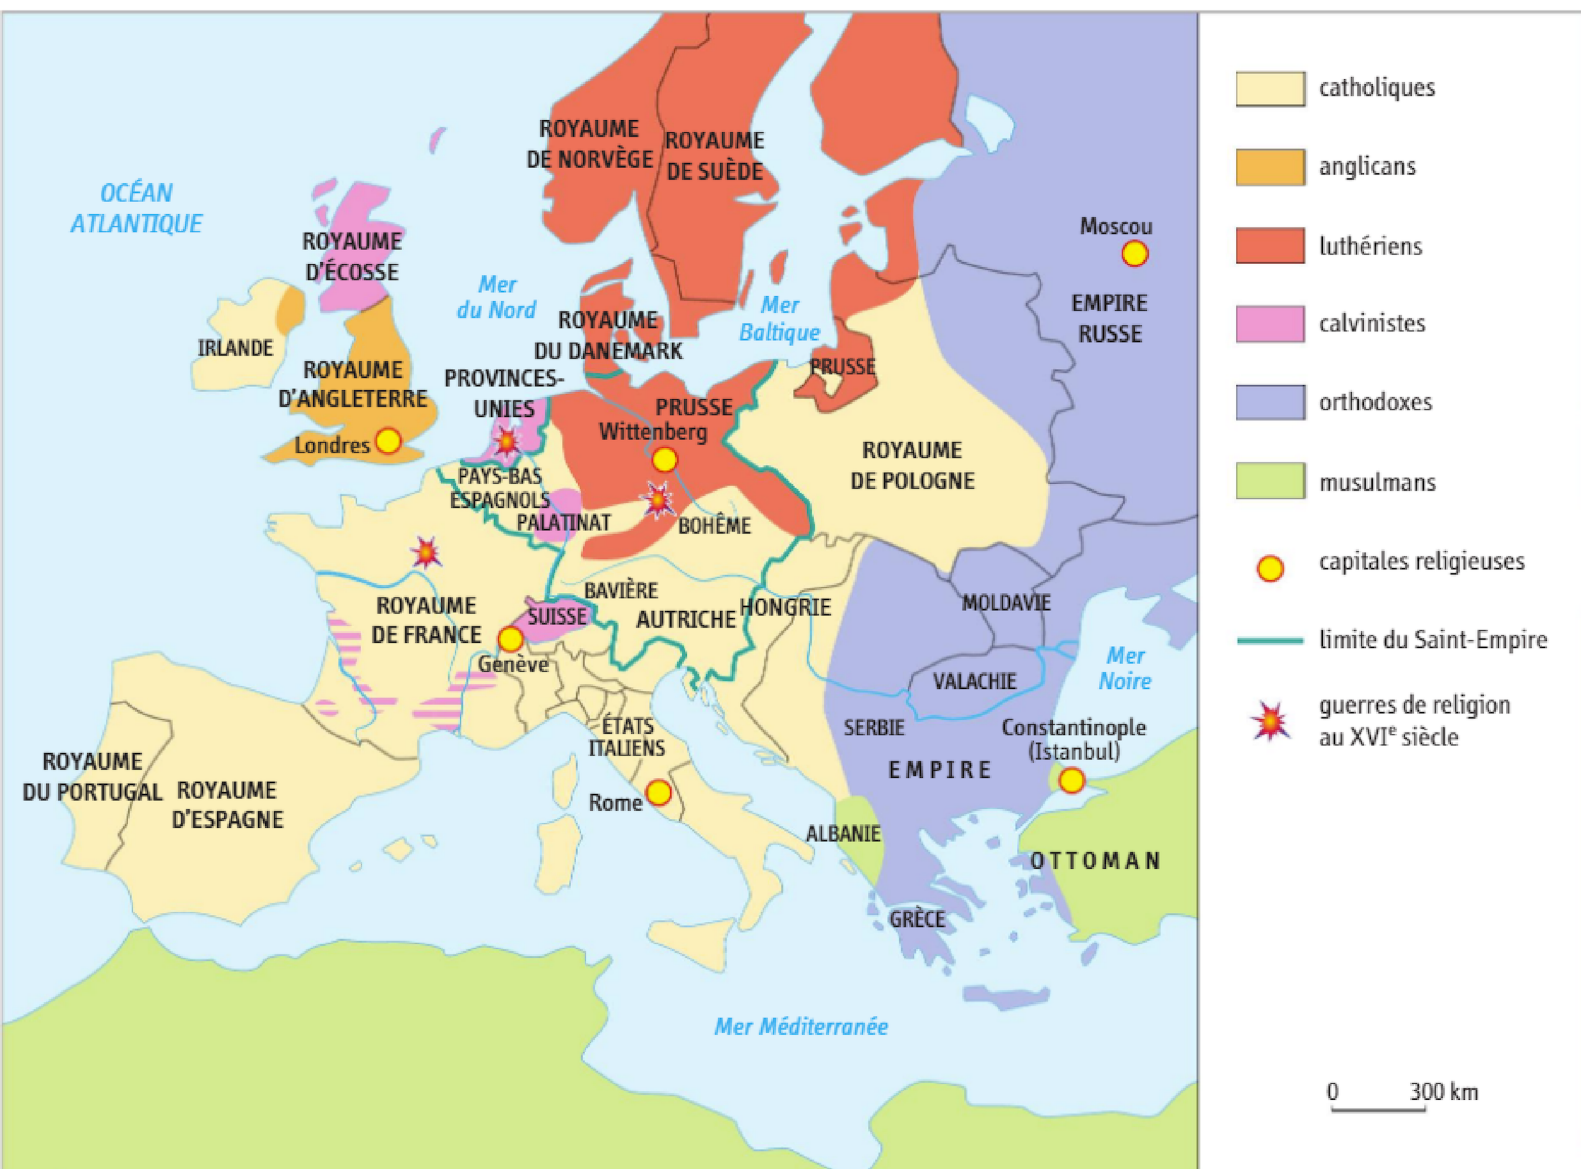 ROYAUME
DE NORVÈGE
ROYAUME
DE SUÈDE
OCÉAN
ATLANTIQUE
ROYAUME
D'ÉCOSSE
Mer
du Nord
Moscou
EMPIRE
RUSSE
Mer
Baltique
ROYAUME
DU DANEMARK
IRLANDE
ROYAUME
D'ANGLETERRE
Londres
PROVINCES-
UNIES
PRUSSE
PRUSSE
Wittenberg
ROYAUME
DE POLOGNE
PAYS-BAS
ESPAGNOLS
PALATINAT
BOHÊME
BAVIÈRE
AUTRICHE
HONGRIE
MOLDAVIE
ROYAUME
DE FRANCE
SUISSE
Genève
VALACHIE
Mer
Noire
SERBIE
Constantinople
(Istanbul)
EMPIRE
ÉTATS
ITALIENS
Rome
ROYAUME
DU PORTUGAL
ROYAUME
D'ESPAGNE
ALBANIE
OTTOMAN
GRÈCE
Mer Méditerranée
catholiques
anglicans
luthériens
calvinistes
orthodoxes
musulmans
capitales religieuses
limite du Saint-Empire
guerres de religion
au XVIe siècle
0 300 km